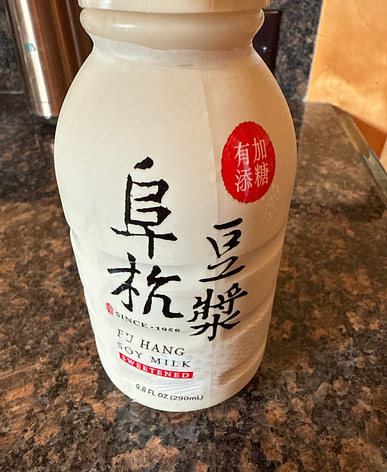 有加
添糖
阜杭
豆漿
SINCE·1958
FU HANG
SOY MILK
SWEETENED
9.8 FL OZ (290mL)